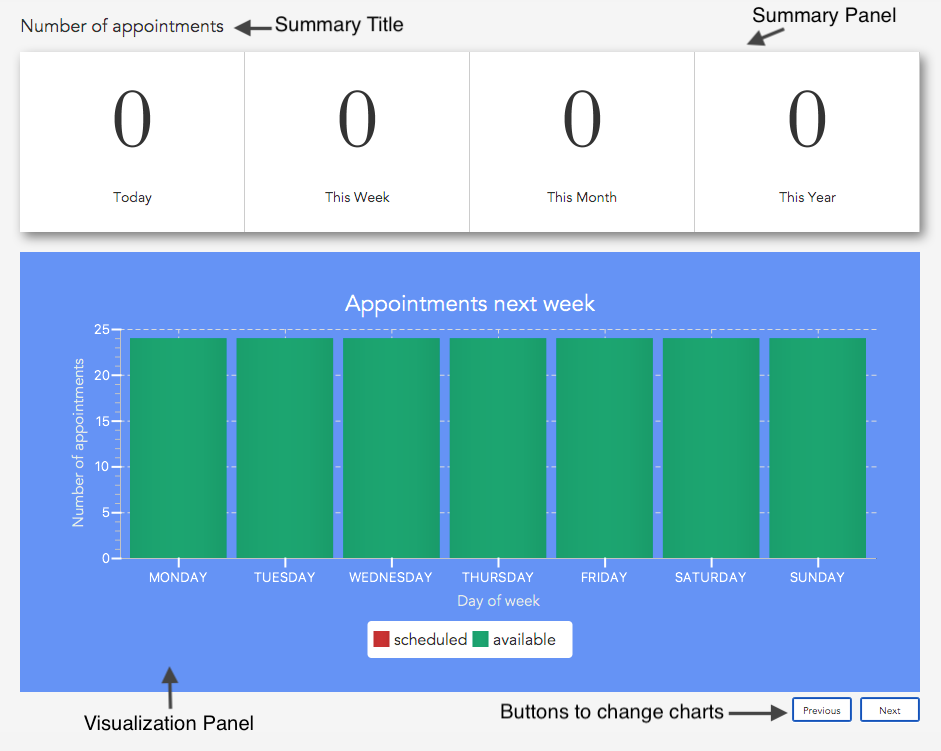 Number of appointments
Summary Title
Summary Panel
0 0 0 0
Today This Week This Month This Year
Appointments next week
Number of appointments
25
20
15
10
5
0
MONDAY TUESDAY WEDNESDAY THURSDAY FRIDAY SATURDAY SUNDAY
Day of week
scheduled available
Visualization Panel
Buttons to change charts
Previous Next